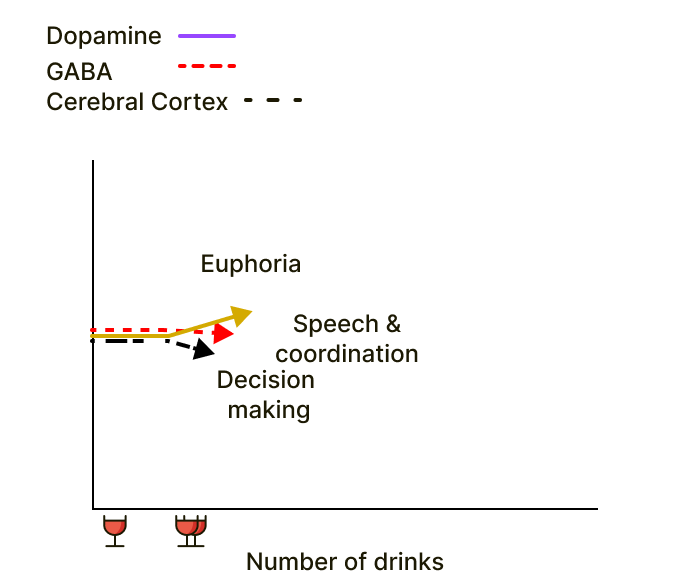 Dopamine
GABA
Cerebral Cortex
Euphoria
Speech &
coordination
Decision
making
Number of drinks